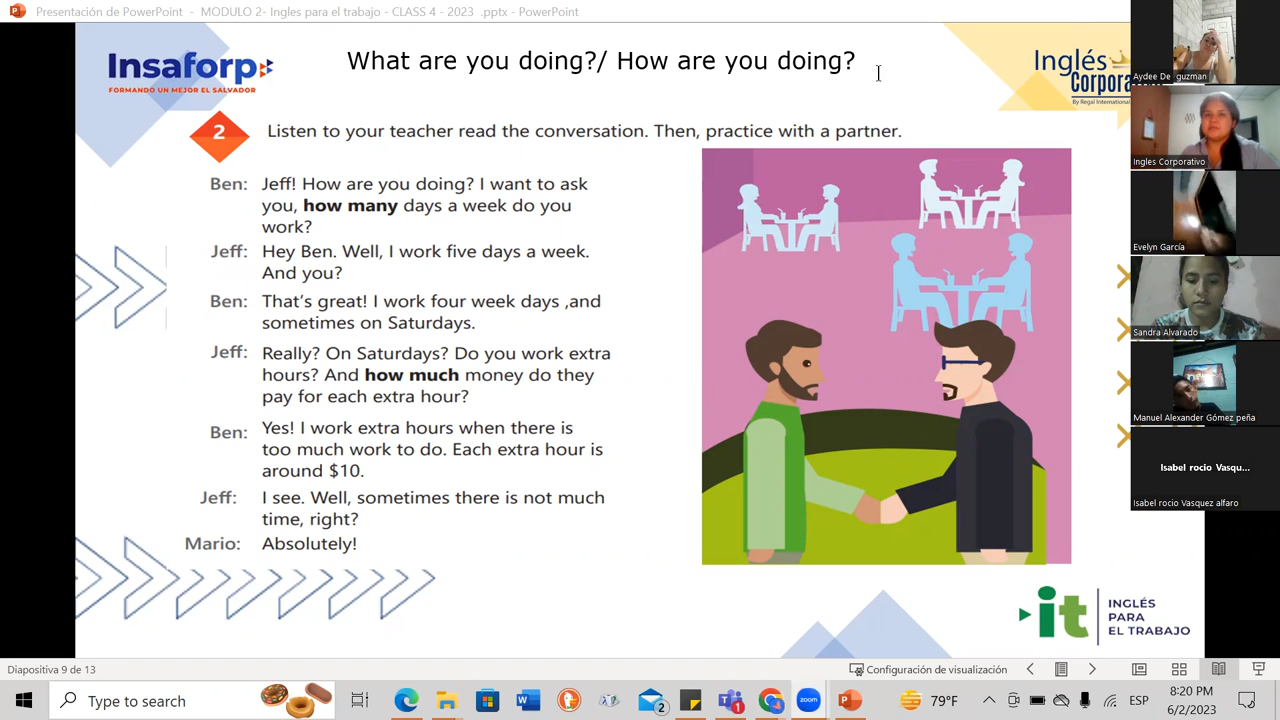 Presentación de PowerPoint - MODULO 2- Ingles para el trabajo - CLASS 4 - 2023 .pptx - PowerPoint
Insaforp
FORMANDO UN MEJOR EL SALVADOR
What are you doing?/ How are you doing?
Inglés
Corpora
By Regal International
2
Listen to your teacher read the conversation. Then, practice with a partner.
Ben: Jeff! How are you doing? I want to ask
you, how many days a week do you
work?
Jeff: Hey Ben. Well, I work five days a week.
And you?
Ben: That's great! I work four week days ,and
sometimes on Saturdays.
Jeff: Really? On Saturdays? Do you work extra
hours? And how much money do they
pay for each extra hour?
Ben: Yes! I work extra hours when there is
too much work to do. Each extra hour is
around $10.
Jeff: I see. Well, sometimes there is not much
time, right?
Mario: Absolutely!
it
INGLÉS
PARA
EL TRABAJO
Aydee De guzman
Ingles Corporativo
Evelyn García
Sandra Alvarado
Manuel Alexander Gómez peña
Isabel rocio Vasqu...
Isabel rocio Vasquez alfaro
Diapositiva 9 de 13
Configuración de visualización
Type to search
2
1
79°F
ESP
8:20 PM
6/2/2023